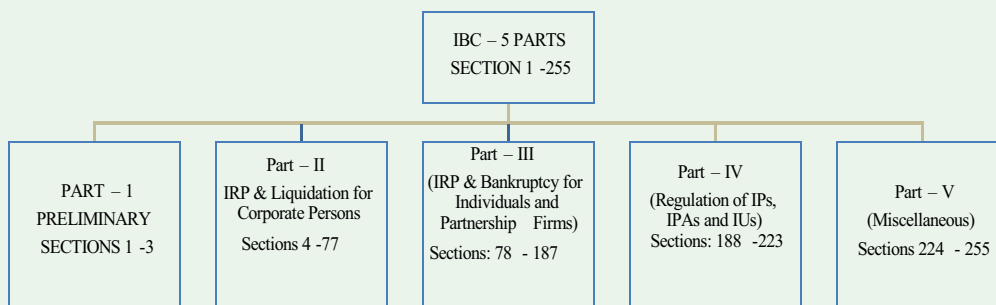 IBC – 5 PARTS
SECTION 1 -255
PART – 1
PRELIMINARY
SECTIONS 1 -3
Part – II
IRP & Liquidation for
Corporate Persons
Sections 4 -77
Part – III
(IRP & Bankruptcy for
Individuals and
Partnership Firms)
Sections: 78 - 187
Part – IV
(Regulation of IPs,
IPAs and IUs)
Sections: 188 -223
Part – V
(Miscellaneous)
Sections 224 - 255